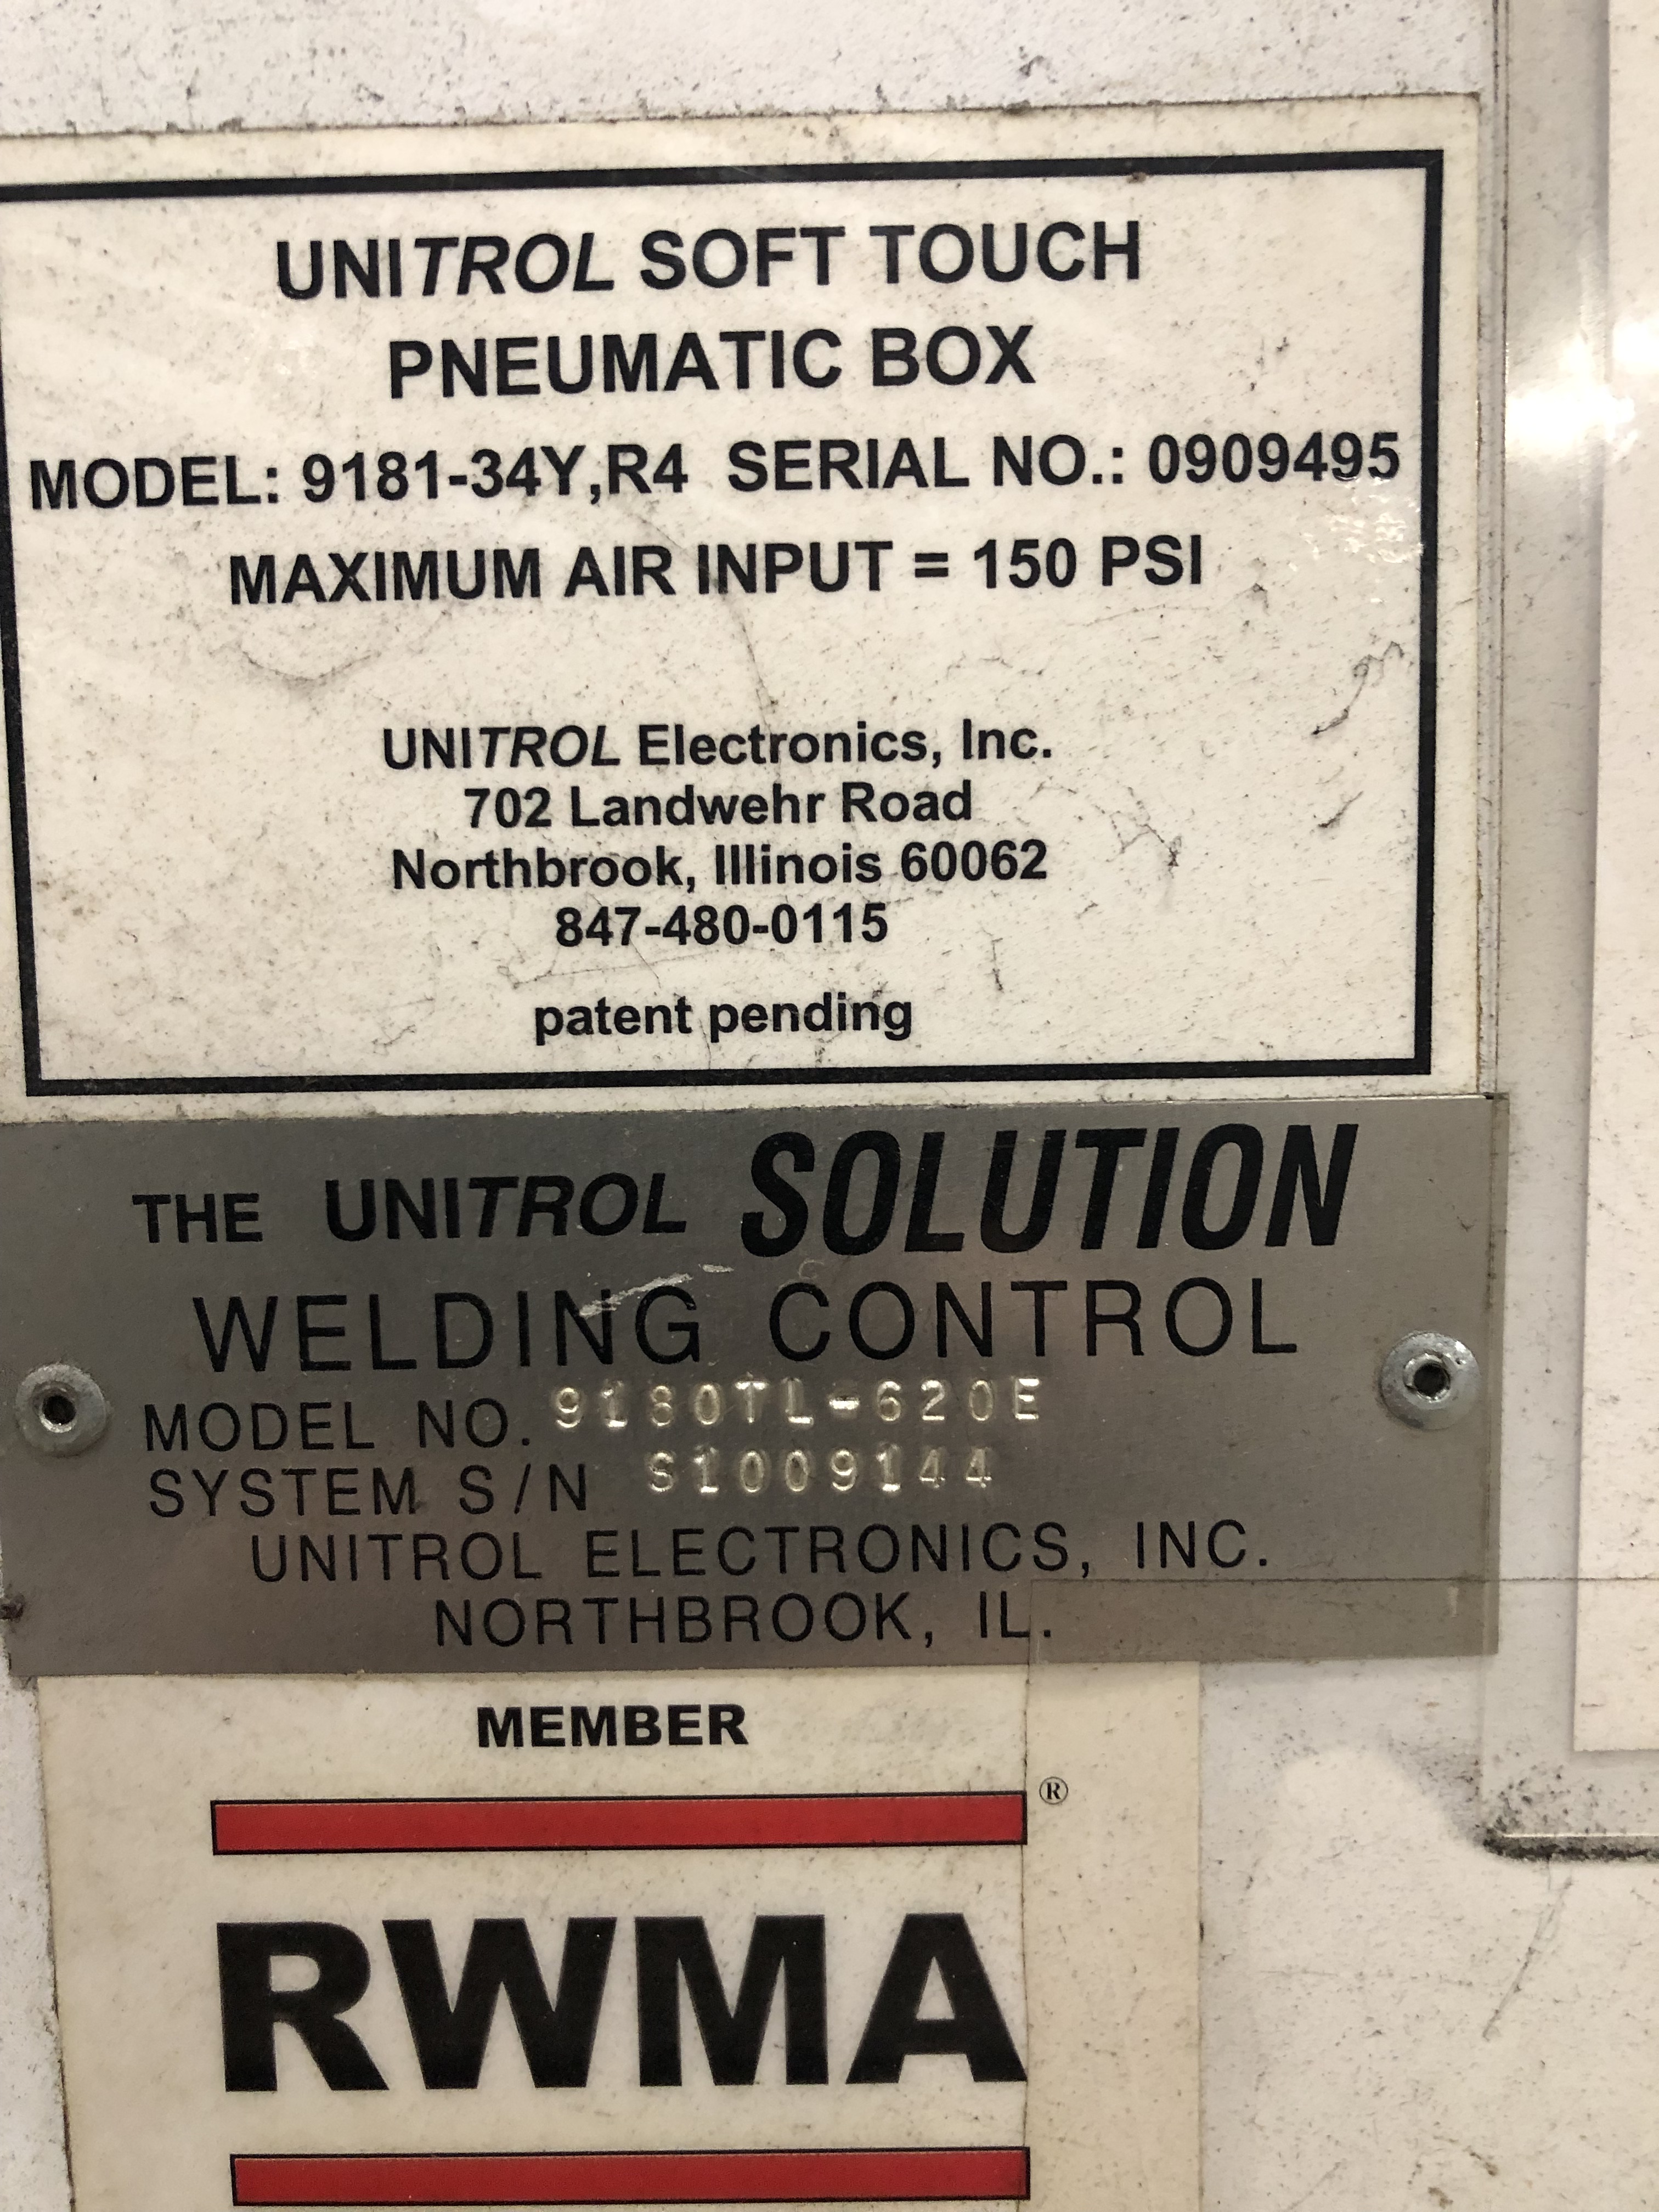 UNITROL SOFT TOUCH
PNEUMATIC BOX
MODEL: 9181-34Y,R4 SERIAL NO.: 0909495
MAXIMUM AIR INPUT = 150 PSI
UNITROL Electronics, Inc.
702 Landwehr Road
Northbrook, Illinois 60062
847-480-0115
patent pending
THE UNITROL SOLUTION
WELDING CONTROL
MODEL NO. 9180TL-620E
SYSTEM S/N S1009144
UNITROL ELECTRONICS, INC.
NORTHBROOK, IL.
MEMBER
®
RWMA